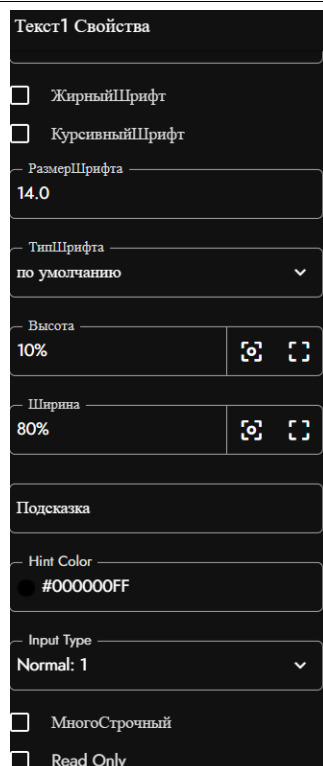 Текст1 Свойства
ЖирныйШрифт
КурсивныйШрифт
РазмерШрифта
14.0
ТипШрифта
по умолчанию
Высота
10%
Ширина
80%
Подсказка
Hint Color
#000000FF
Input Type
Normal: 1
МногоСтрочный
Read Only